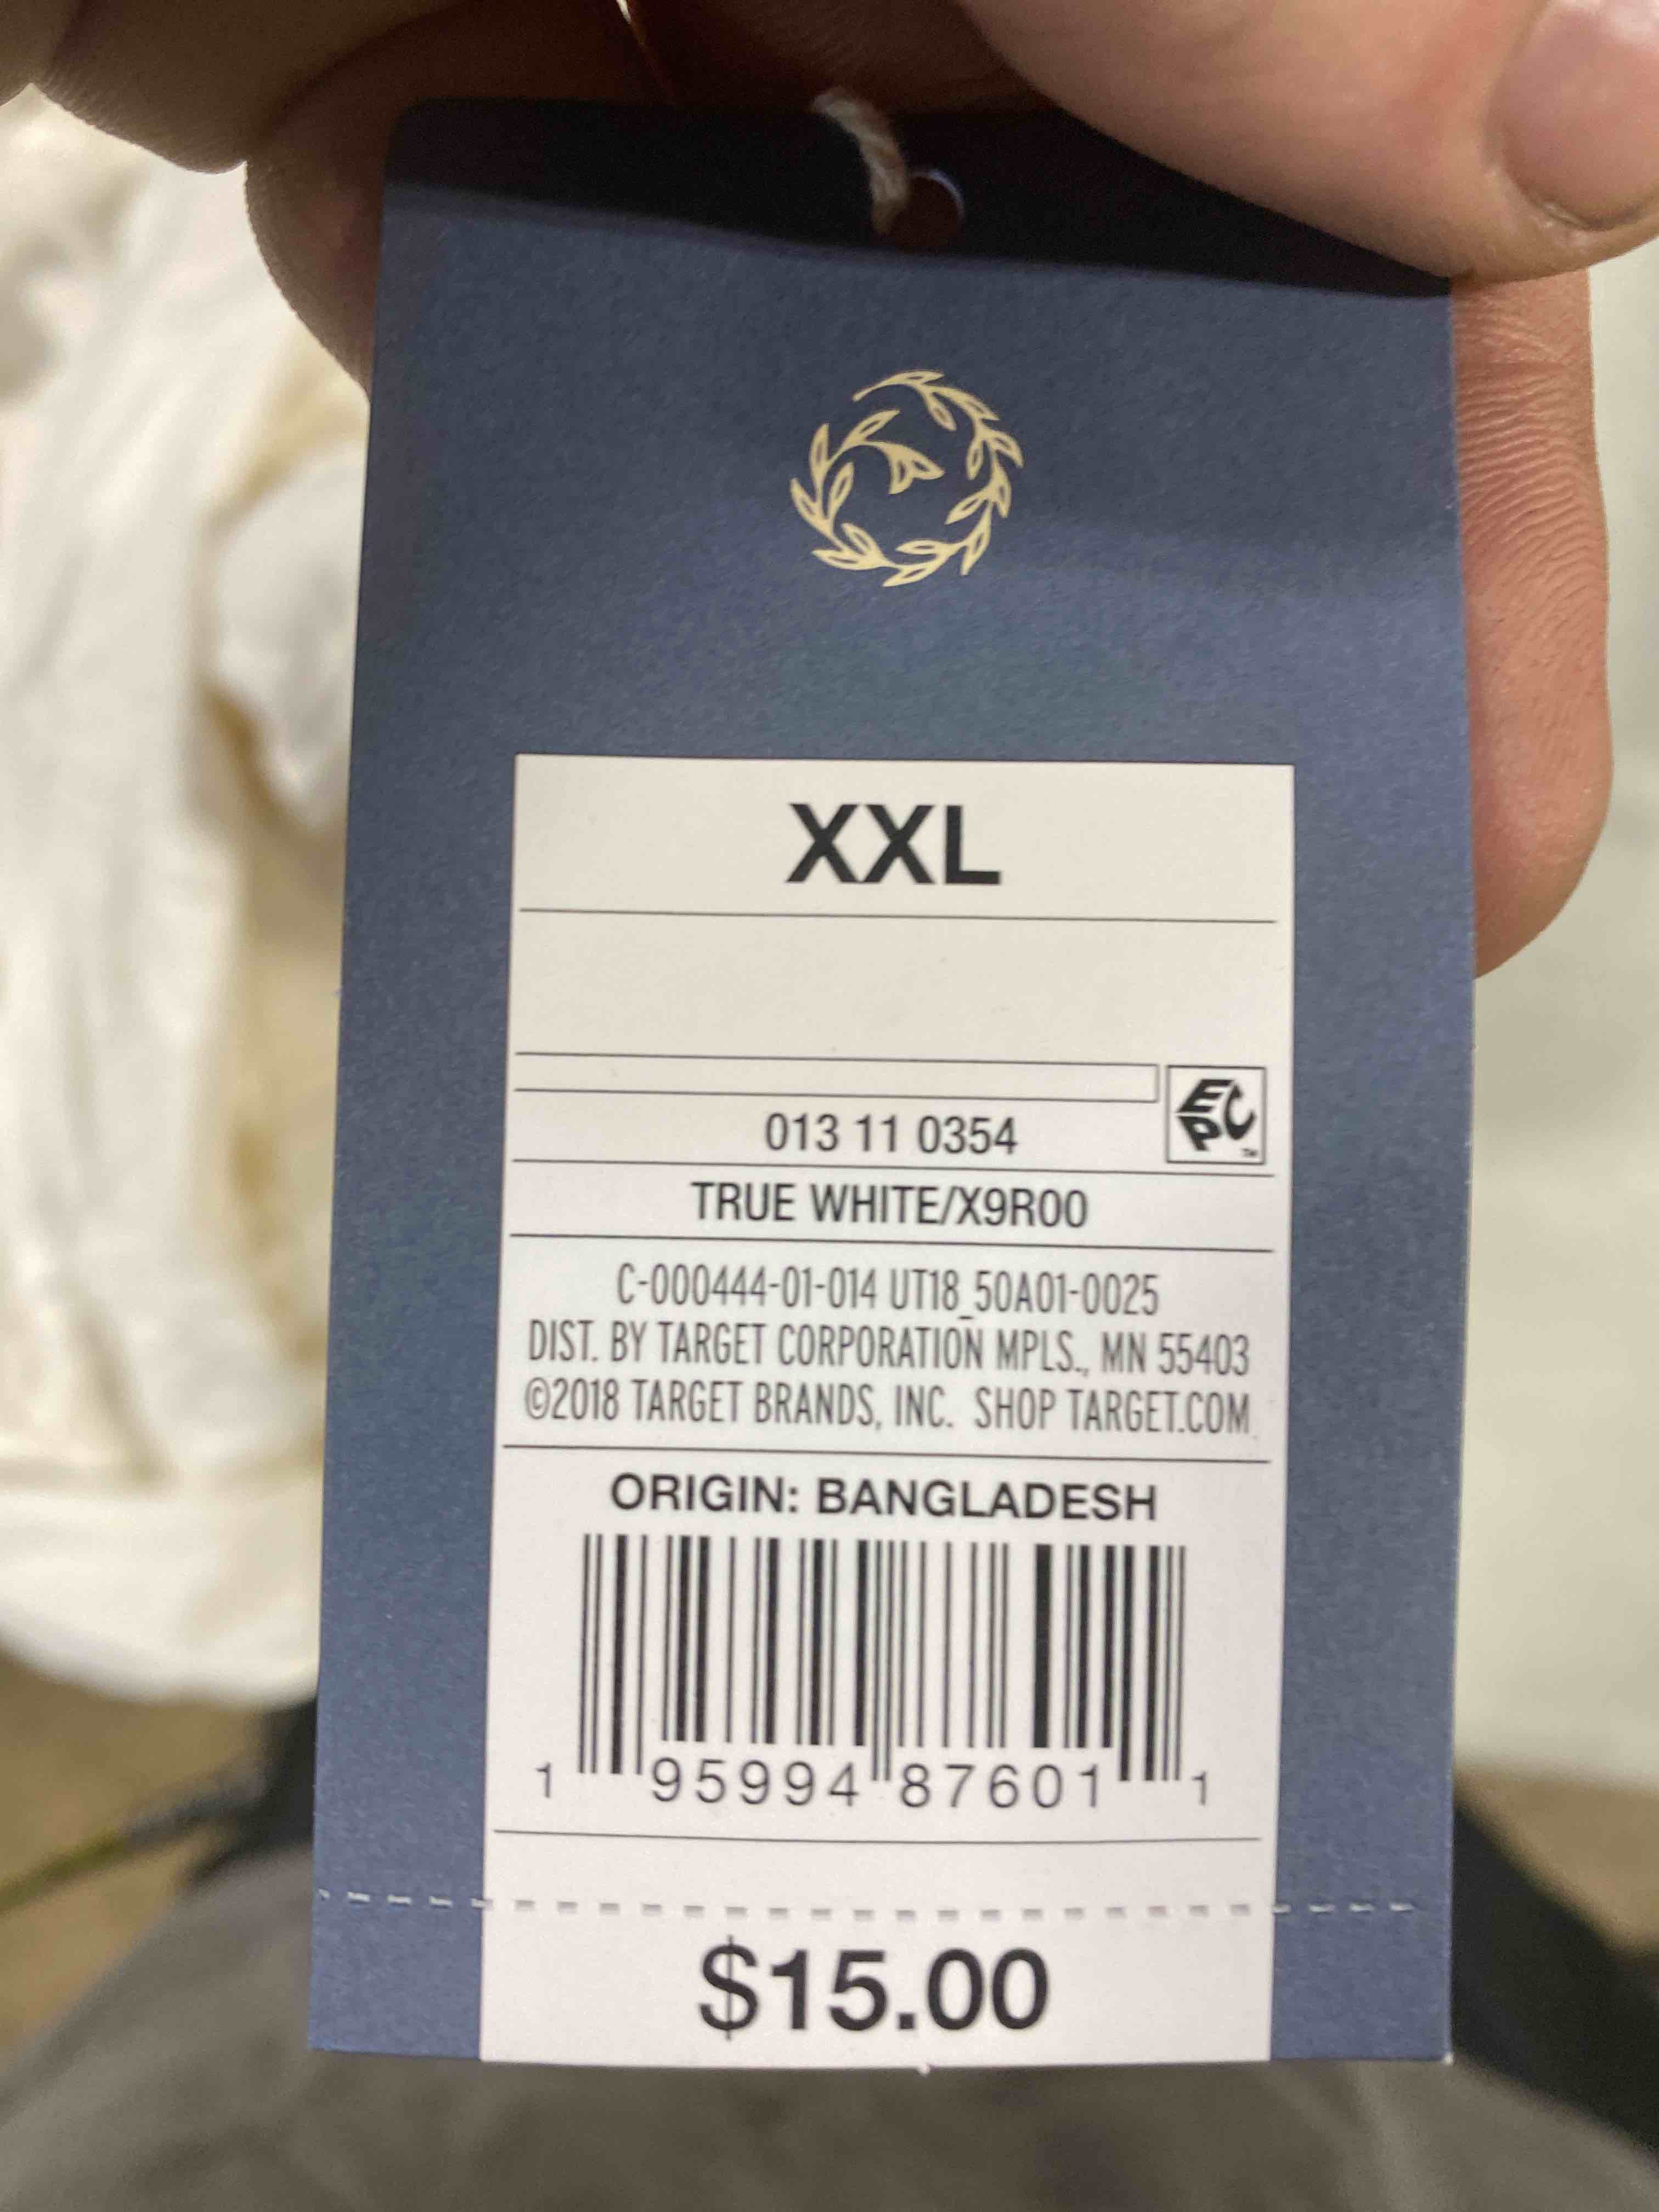 XXL
013 11 0354
EPC™
TRUE WHITE/X9R00
C-000444-01-014 UT18_50A01-0025
DIST. BY TARGET CORPORATION MPLS., MN 55403
©2018 TARGET BRANDS, INC. SHOP TARGET.COM
ORIGIN: BANGLADESH
1 95994 87601 1
$15.00